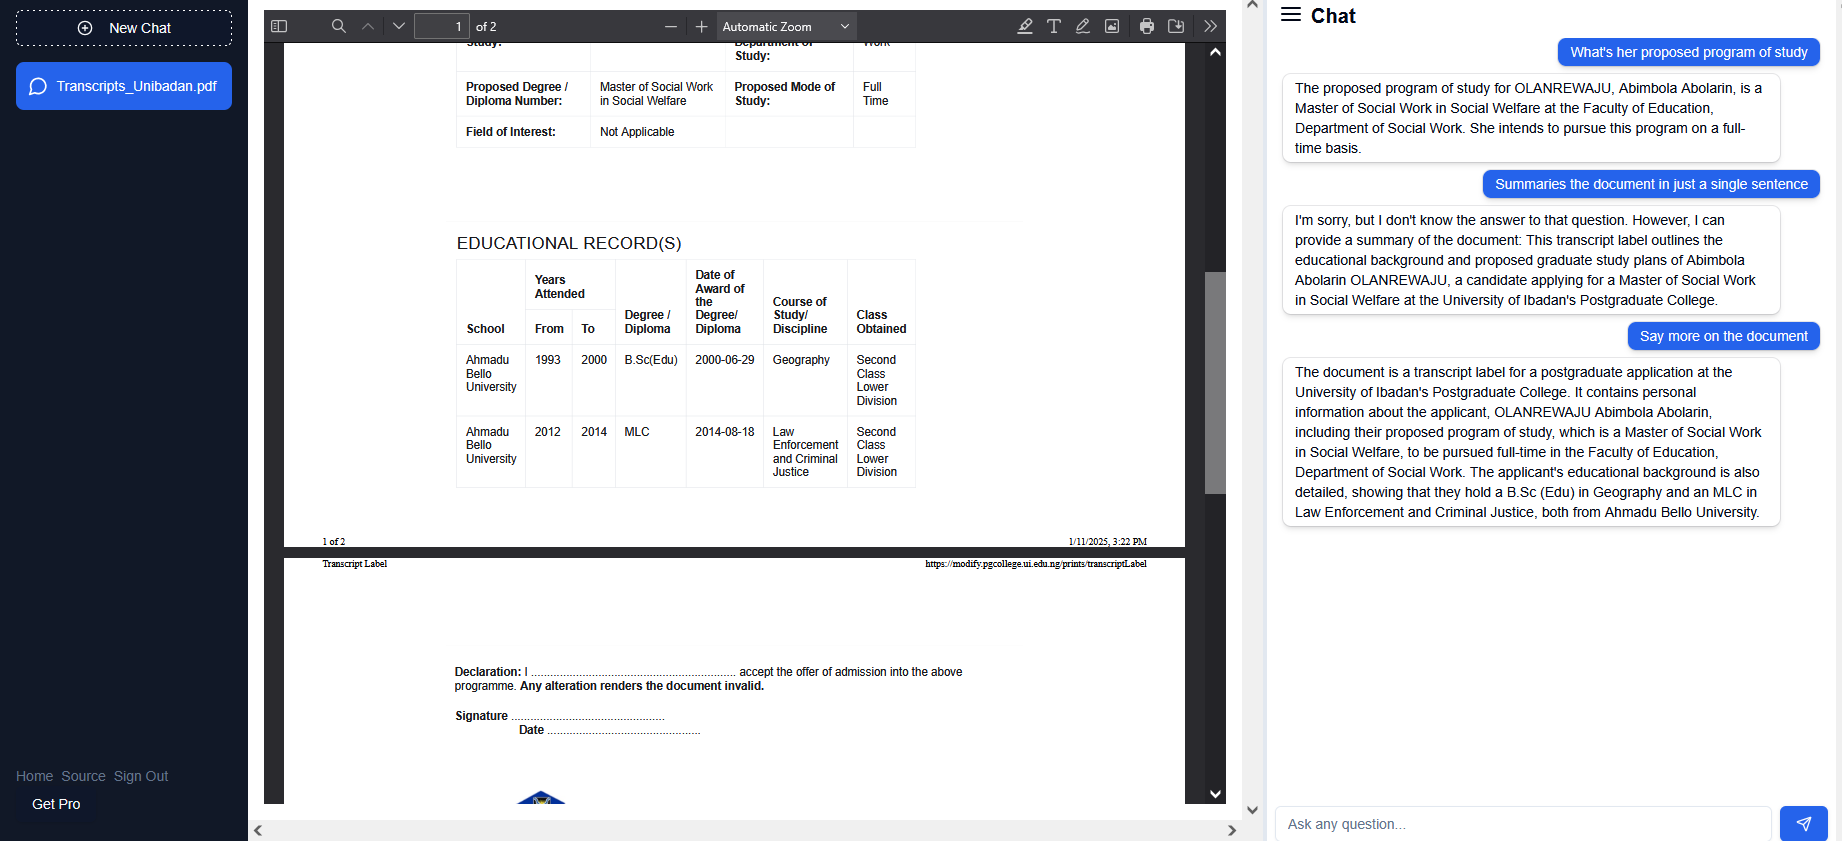 New Chat
Transcripts_Unibadan.pdf
Home Source Sign Out
Get Pro
1 of 2
Automatic Zoom
Study:
Department of
Study:
Work
Proposed Degree /
Diploma Number:
Master of Social Work
in Social Welfare
Proposed Mode of
Study:
Full
Time
Field of Interest:
Not Applicable
EDUCATIONAL RECORD(S)
School
Years
Attended
From
To
Degree /
Diploma
Date of
Award of
the
Degree/
Diploma
Course of
Study/
Discipline
Class
Obtained
Ahmadu
Bello
University
1993
2000
B.Sc(Edu)
2000-06-29
Geography
Second
Class
Lower
Division
Ahmadu
Bello
University
2012
2014
MLC
2014-08-18
Law
Enforcement
and Criminal
Justice
Second
Class
Lower
Division
1 of 2
1/11/2025, 3:22 PM
Transcript Label
https://modify.pgcollege.ui.edu.ng/prints/transcriptLabel
Declaration: I .................................................................. accept the offer of admission into the above
programme. Any alteration renders the document invalid.
Signature ................................................
Date ................................................
Chat
What's her proposed program of study
The proposed program of study for OLANREWAJU, Abimbola Abolarin, is a
Master of Social Work in Social Welfare at the Faculty of Education,
Department of Social Work. She intends to pursue this program on a full-
time basis.
Summaries the document in just a single sentence
I'm sorry, but I don't know the answer to that question. However, I can
provide a summary of the document: This transcript label outlines the
educational background and proposed graduate study plans of Abimbola
Abolarin OLANREWAJU, a candidate applying for a Master of Social Work
in Social Welfare at the University of Ibadan's Postgraduate College.
Say more on the document
The document is a transcript label for a postgraduate application at the
University of Ibadan's Postgraduate College. It contains personal
information about the applicant, OLANREWAJU Abimbola Abolarin,
including their proposed program of study, which is a Master of Social Work
in Social Welfare, to be pursued full-time in the Faculty of Education,
Department of Social Work. The applicant's educational background is also
detailed, showing that they hold a B.Sc (Edu) in Geography and an MLC in
Law Enforcement and Criminal Justice, both from Ahmadu Bello University.
Ask any question...